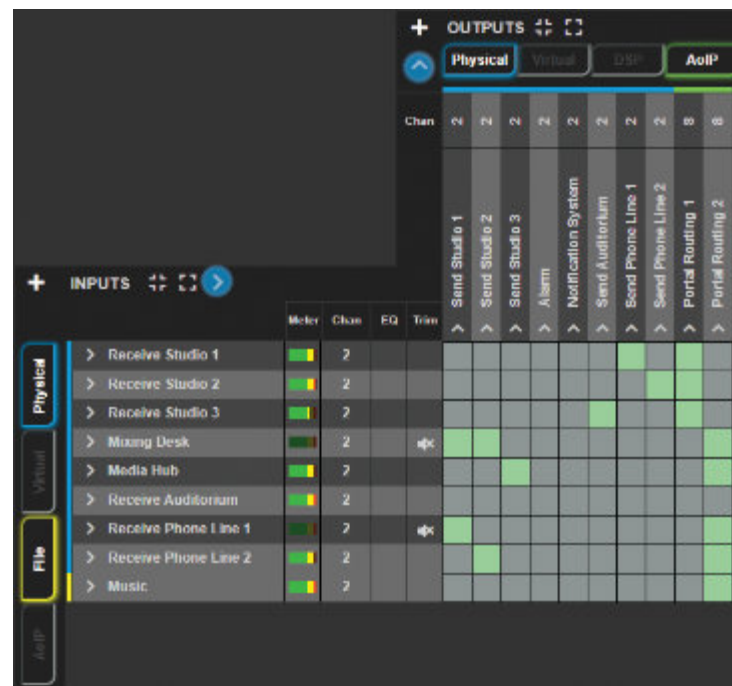 + OUTPUTS
Physical Virtual DSP AoIP
Chan 2 2 2 2 2 2 2 2 8 8
Send Studio 1
Send Studio 2
Send Studio 3
Alarm
Notification System
Send Auditorium
Send Phone Line 1
Send Phone Line 2
Portal Routing 1
Portal Routing 2
+ INPUTS
Meter Chan EQ Trim
Physical
Virtual
File
AoIP
> Receive Studio 1 2
> Receive Studio 2 2
> Receive Studio 3 2
> Mixing Desk 2
> Media Hub 2
> Receive Auditorium 2
> Receive Phone Line 1 2
> Receive Phone Line 2 2
> Music 2